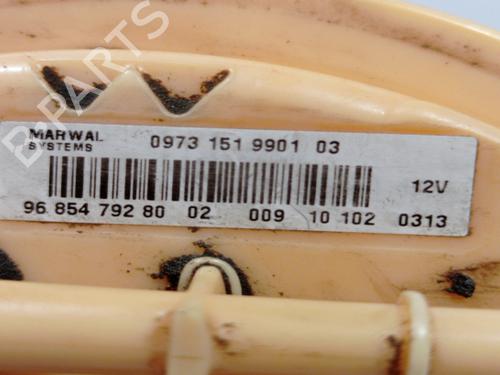 B-PARTS
MARWAL
SYSTEMS
0973 151 9901 03
12V
96 854 792 80 02 009 10 102 0313